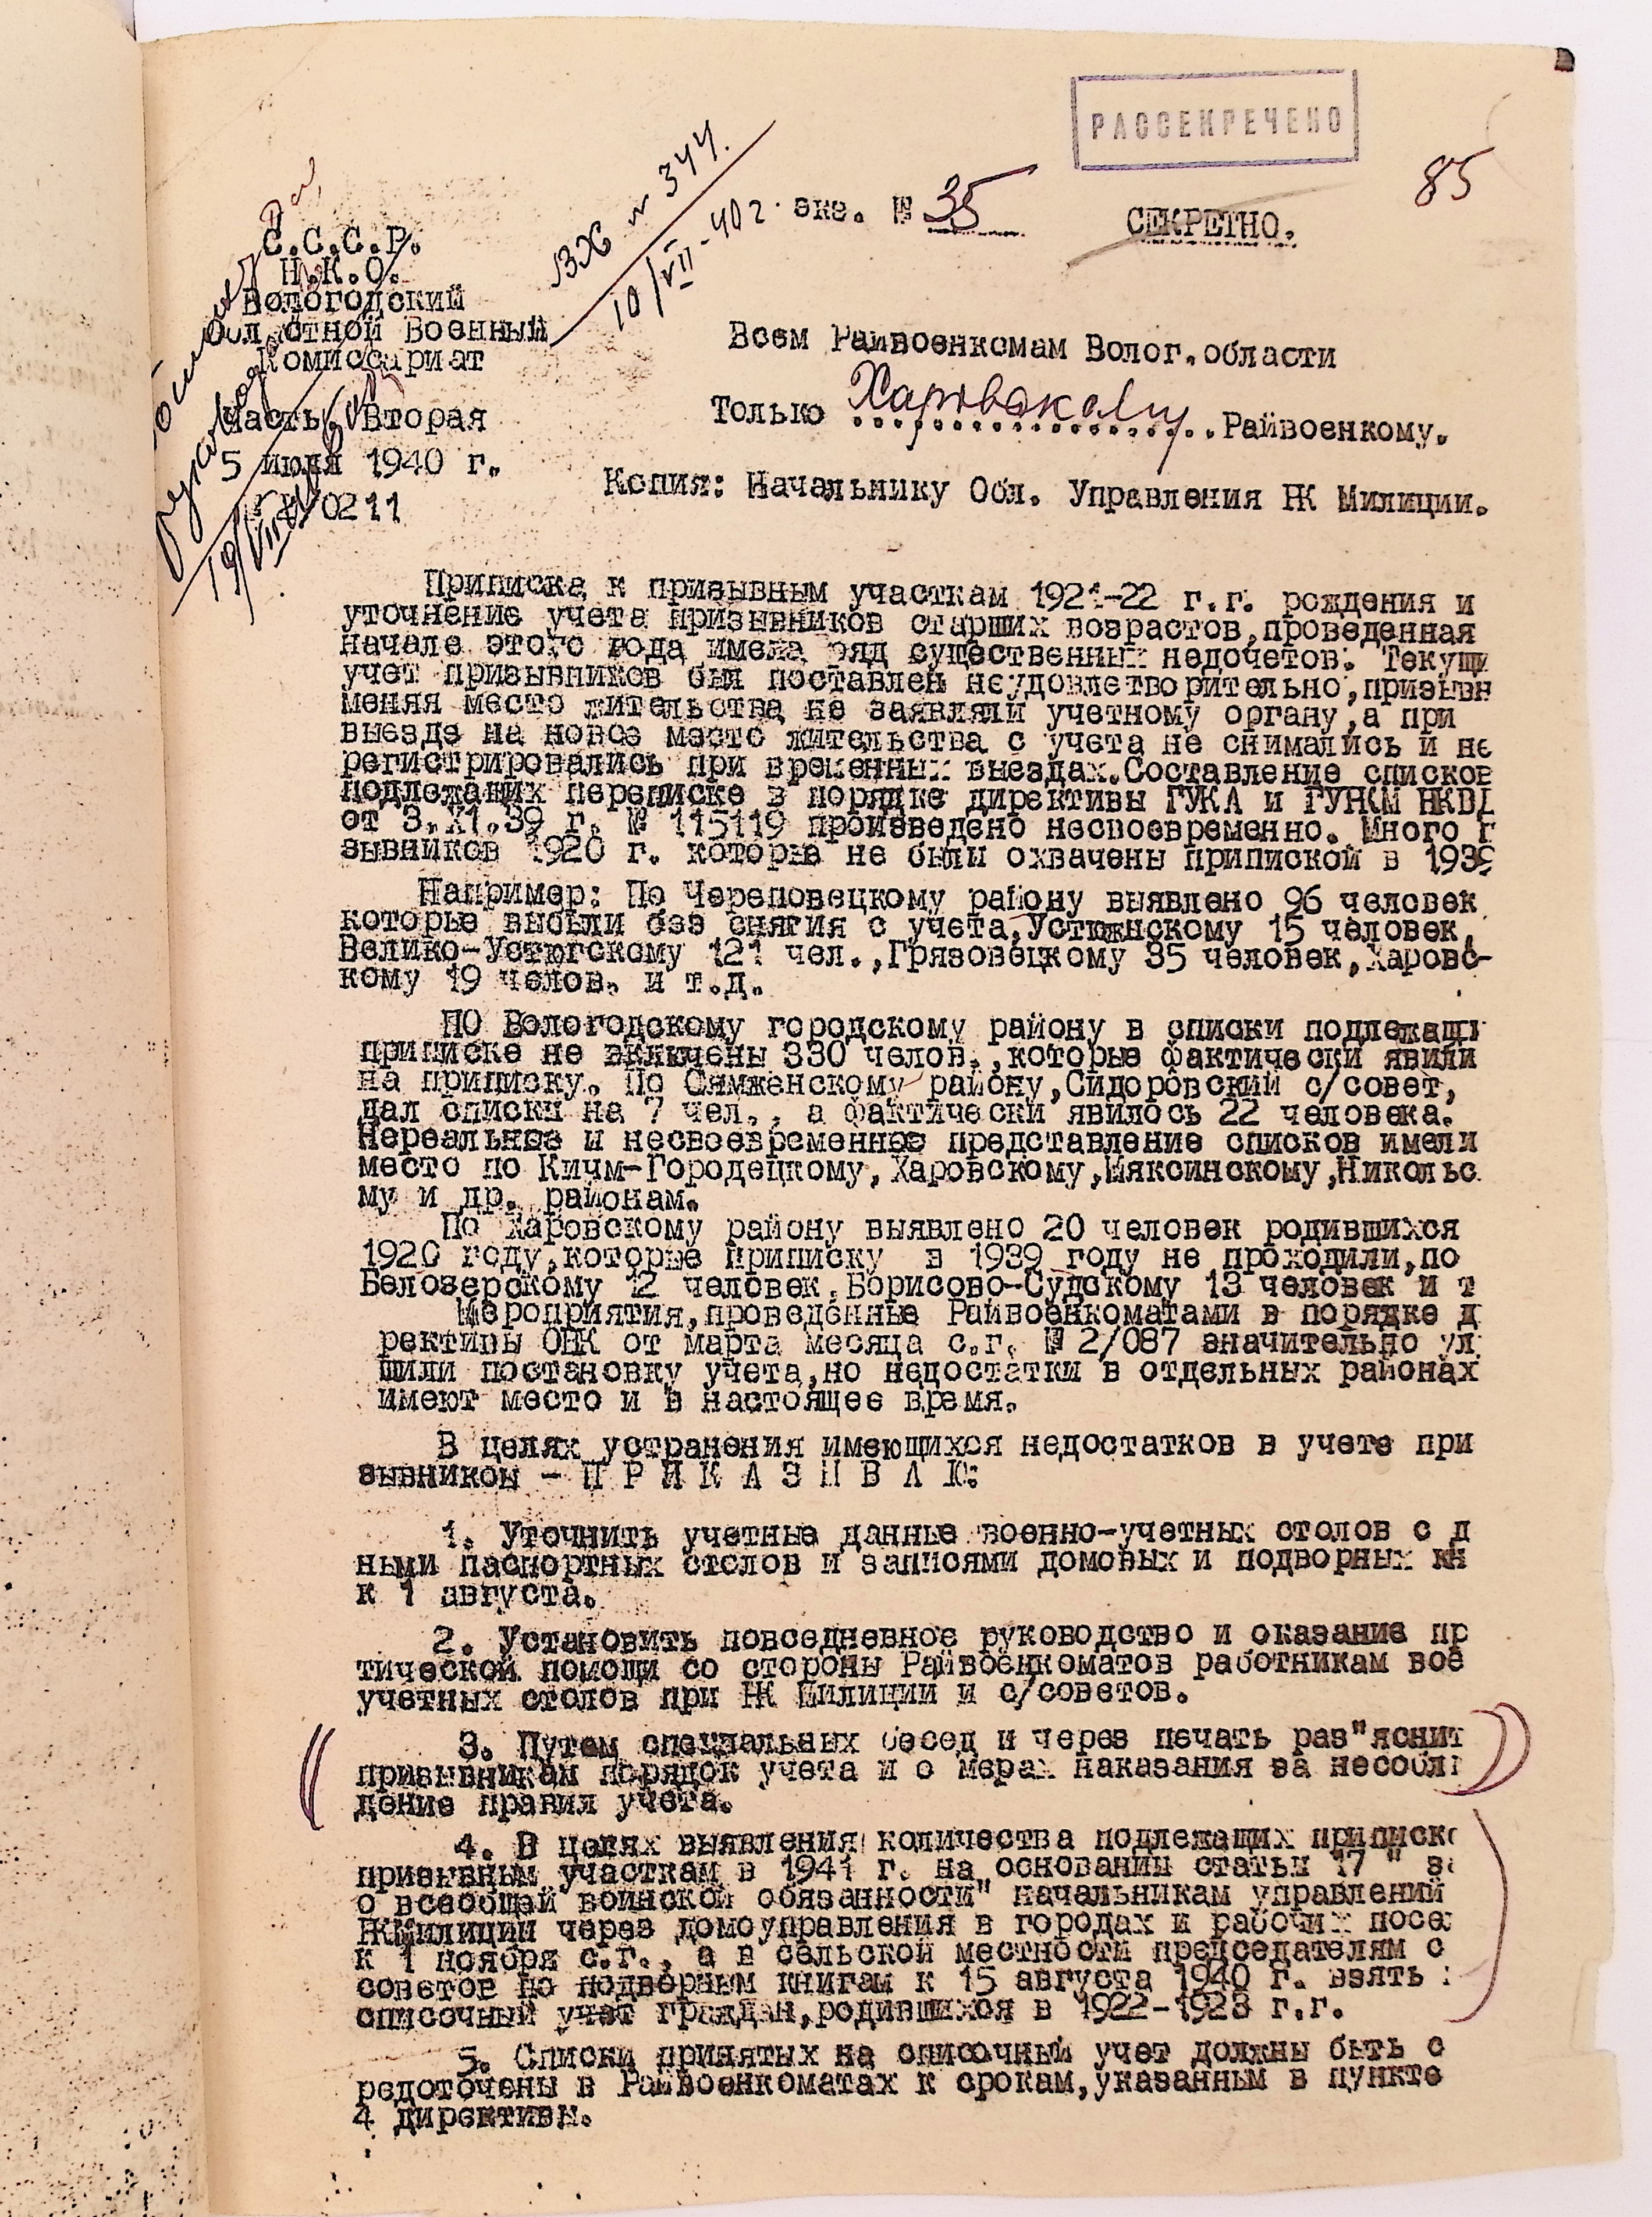 РАССЕКРЕЧЕНО
85
ВХ № 344.
10/VII-40 г.
экз. № 35
СЕКРЕТНО.
С.С.С.Р.
Н.К.О.
Вологодский
Областной Военный
Комиссариат
Часть Вторая
5 июля 1940 г.
0211
19/VII
Всем Райвоенкомам Волог.области
Только Харовскому Райвоенкому.
Копия: Начальнику Обл. Управления РК Милиции.
Приписка к призывным участкам 1921-22 г.г. рождения и
уточнение учета призывников старших возрастов,проведенная
начале этого года имела ряд существенных недочетов. Текущи
учет призывников был поставлен неудовлетворительно,призывн
меняя место жительства не заявляли учетному органу,а при
выезде на новое место жительства с учета не снимались и не
регистрировались при временных выездах.Составление списков
подлежащих переписке в порядке директивы ГУКА и ГУРКМ НКВД
от 3.X1.39 г. № 115119 произведено несвоевременно. Много п
зывников 1920 г. которые не были охвачены припиской в 1939
Например: По Череповецкому району выявлено 96 человек
которые выбыли без снятия с учета,Устюженскому 15 человек,
Велико-Устюгскому 121 чел.,Грязовецкому 35 человек,Харовс-
кому 19 челов. и т.д.
ПО Вологодскому городскому району в списки подлежащи
приписке не включены 330 челов.,которые фактически явили
на приписку. По Сямженскому району,Сидоровский с/совет,
дал списки на 7 чел., а фактически явилось 22 человека.
Нереальное и несвоевременное представление списков имели
место по Кичм-Городецкому,Харовскому,Мяксинскому,Никольс
му и др. районам.
По Харовскому району выявлено 20 человек родившихся
1920 году,которые приписку в 1939 году не проходили,по
Белозерскому 12 человек,Борисово-Судскому 13 человек и т
Мероприятия,проведенные Райвоенкоматами в порядке д
рективы ОВК от марта месяца с.г. № 2/087 значительно ул
шили постановку учета,но недостатки в отдельных районах
имеют место и в настоящее время.
В целях устранения имеющихся недостатков в учете при
зывников - П Р И К А З Ы В А Ю:
1. Уточнить учетные данные военно-учетных столов с д
ными паспортных столов и записями домовых и подворных кн
к 1 августа.
2. Установить повседневное руководство и оказание пр
тической помощи со стороны Райвоенкоматов работникам вое
учетных столов при РК Милиции и с/советов.
3. Путем специальных бесед и через печать раз"яснит
призывникам порядок учета и о мерах наказания за несоблю
дение правил учета.
4. В целях выявления количества подлежащих приписке
призывным участкам в 1941 г. на основании статьи 17 " за
о всеобщей воинской обязанности" начальникам управлений
РКМилиции через домоуправления в городах и рабочих посе
к 1 ноября с.г., а в сельской местности председателям с
советов по подворным книгам к 15 августа 1940 г. взять
списочный учет граждан,родившихся в 1922-1923 г.г.
5. Списки принятых на списочный учет должны быть с
редоточены в Райвоенкоматах к срокам,указанным в пункте
4 директивы.